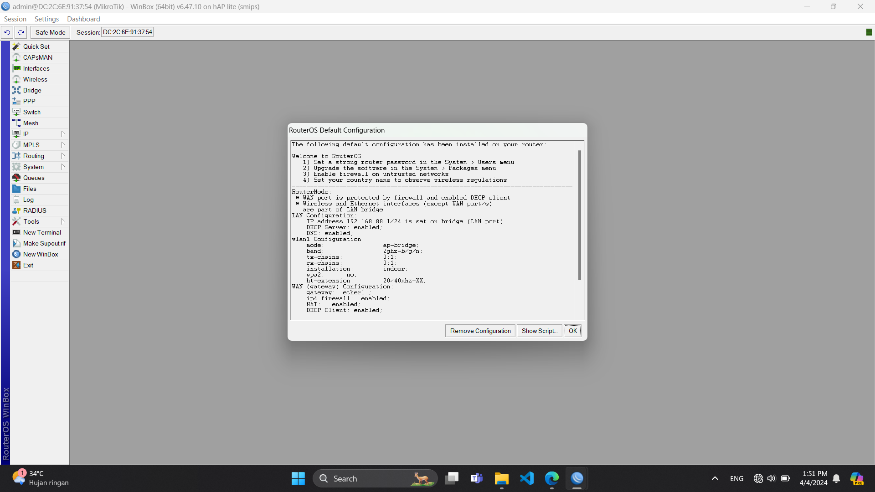 admin@DC:2C:6E:91:37:54 (MikroTik) - WinBox (64bit) v6.47.10 on hAP lite (smips)
Session Settings Dashboard
Safe Mode Session: DC:2C:6E:91:37:54
Quick Set
CAPsMAN
Interfaces
Wireless
Bridge
PPP
Switch
Mesh
IP
MPLS
Routing
System
Queues
Files
Log
RADIUS
Tools
New Terminal
Make Supout.rif
New WinBox
Exit
RouterOS WinBox
RouterOS Default Configuration
The following default configuration has been installed on your router:
Welcome to RouterOS!
1) Set a strong router password in the System > Users menu
2) Upgrade the software in the System > Packages menu
3) Enable firewall on untrusted networks
4) Set your country name to observe wireless regulations
RouterMode:
* WAN port is protected by firewall and enabled DHCP client
* Wireless and Ethernet interfaces (except WAN port/s)
are part of LAN bridge
LAN Configuration:
IP address 192.168.88.1/24 is set on bridge (LAN port)
DHCP Server: enabled;
DNS: enabled;
wlan1 Configuration:
mode: ap-bridge;
band: 2ghz-b/g/n;
tx-chains: 0;1;
rx-chains: 0;1;
installation: indoor;
wpa2: no;
ht-extension: 20/40mhz-XX;
WAN (gateway) Configuration:
gateway: ether1;
ip4 firewall: enabled;
NAT: enabled;
DHCP Client: enabled;
Remove Configuration Show Script... OK
34°C
Hujan ringan
Search
ENG
1:51 PM
4/4/2024